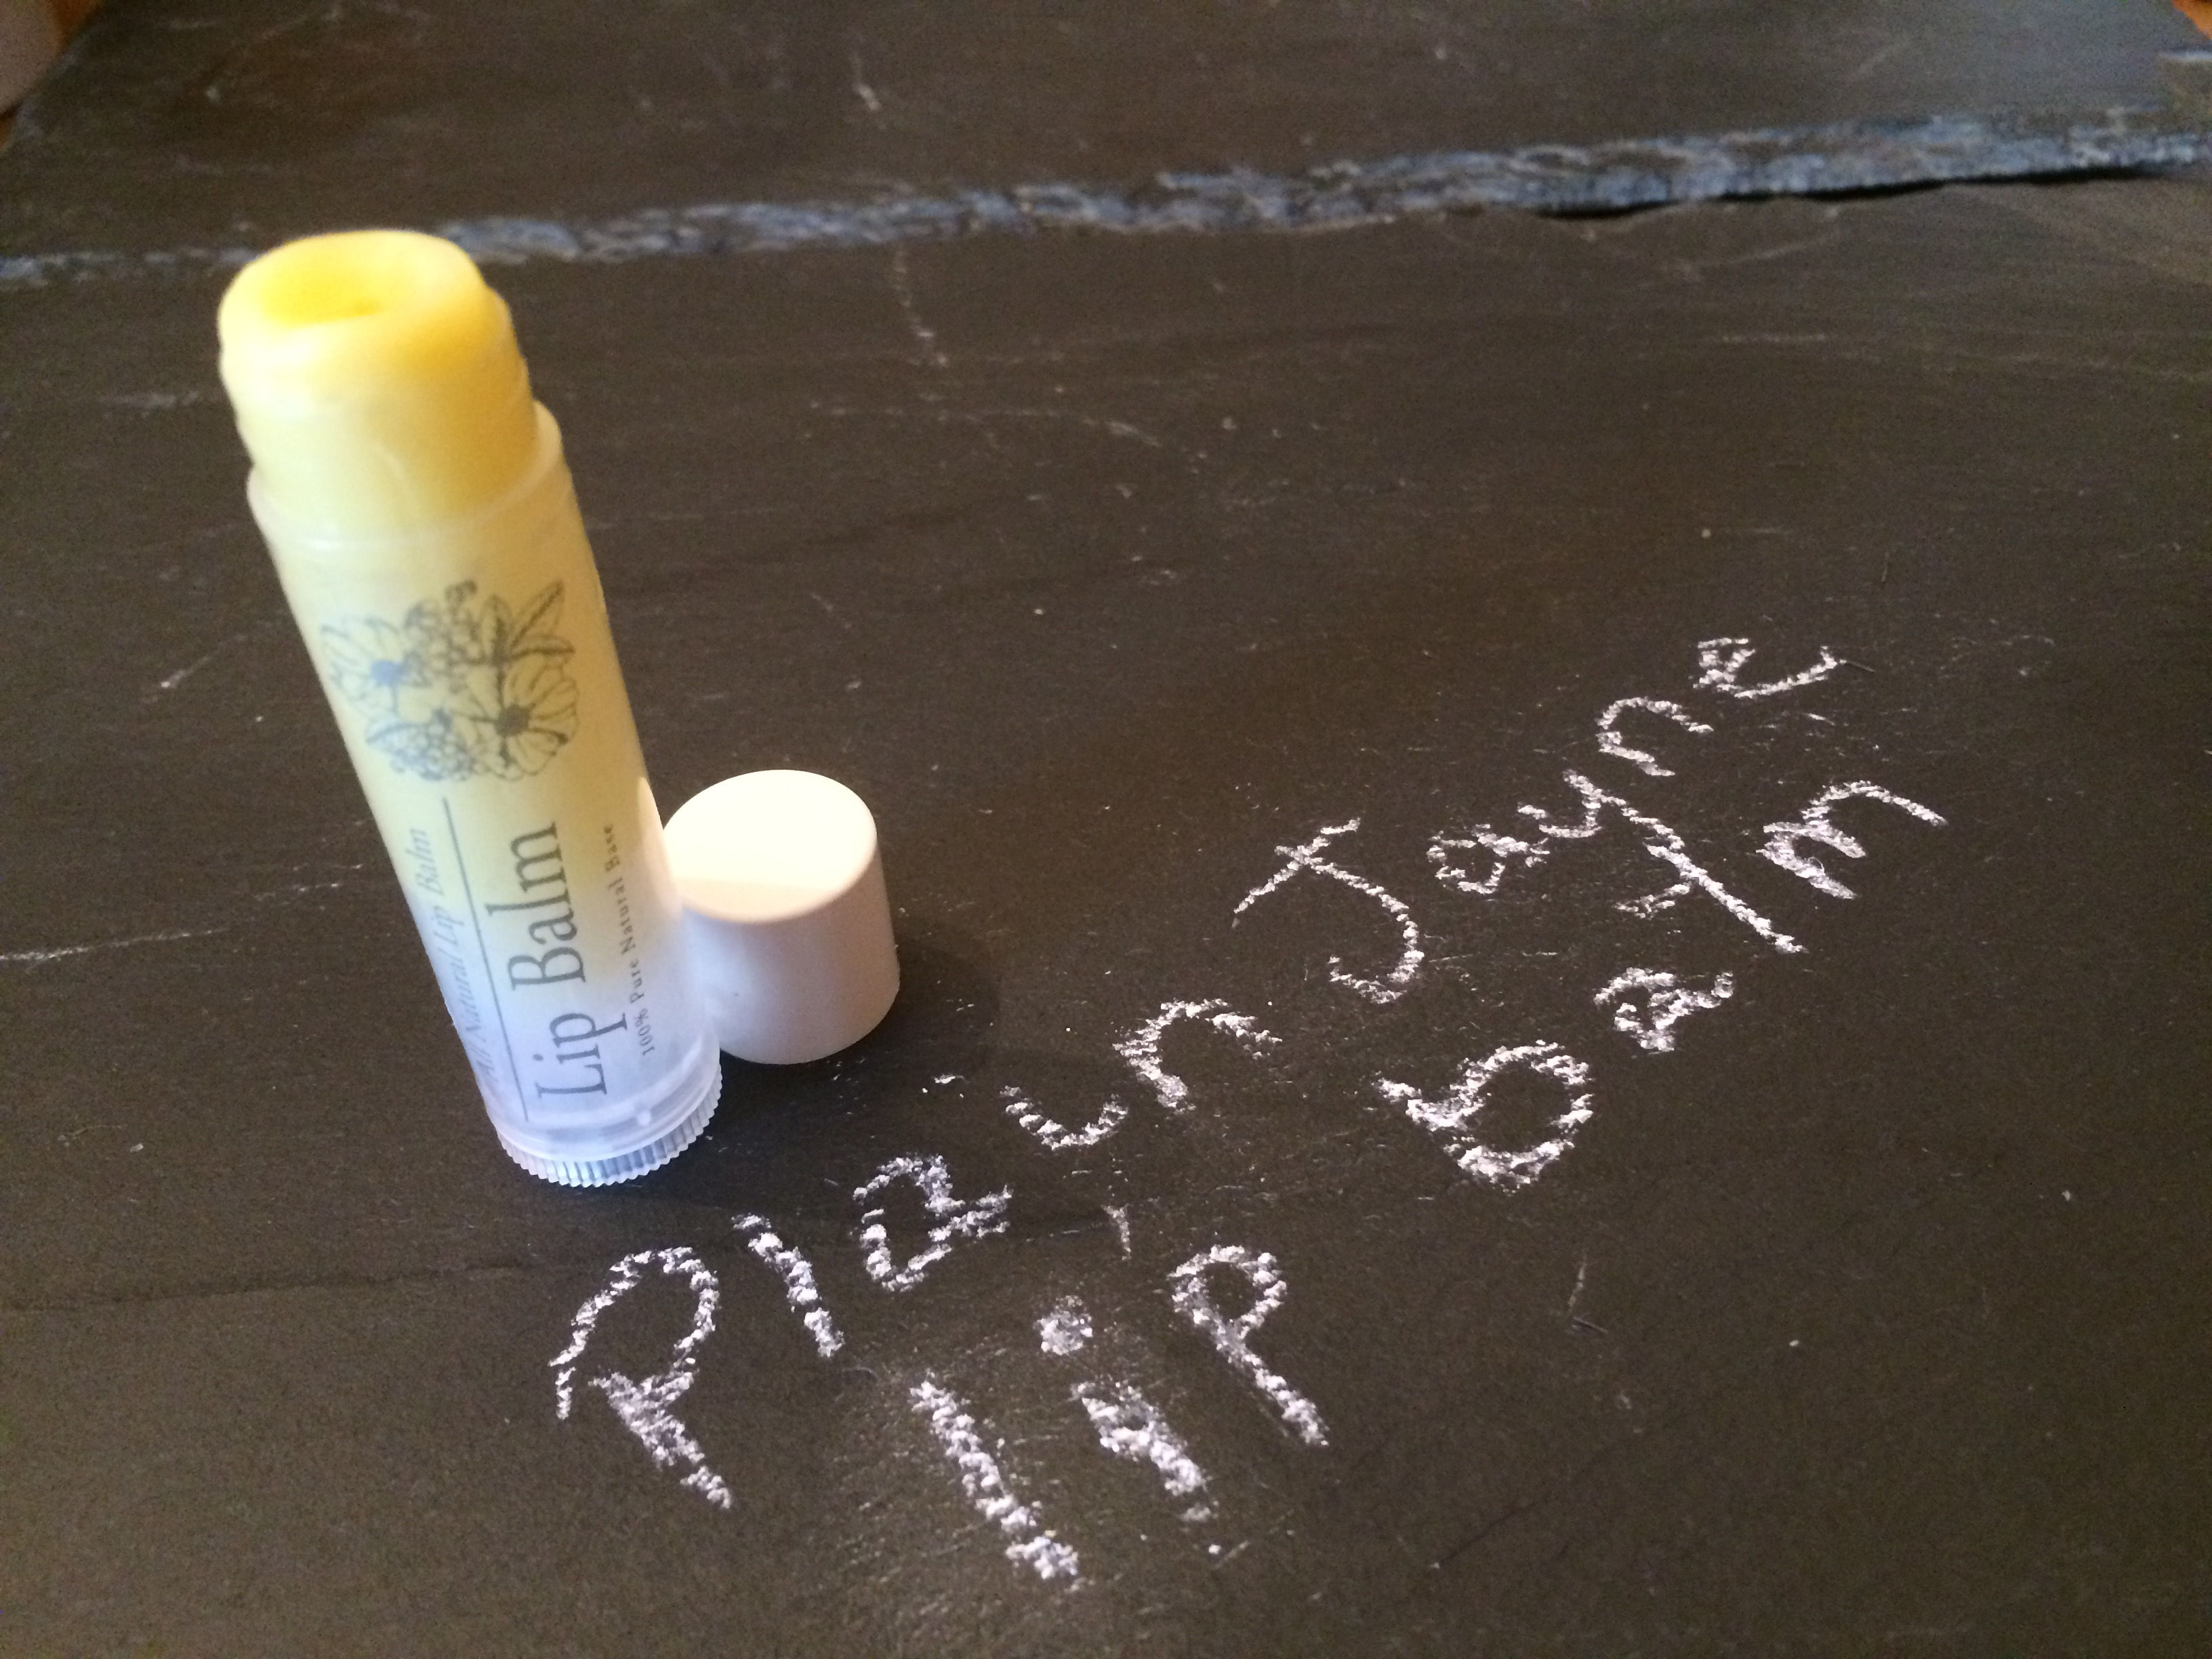 All Natural Lip Balm
Lip Balm
100% Pure Natural Base
Plain Jayne
lip balm